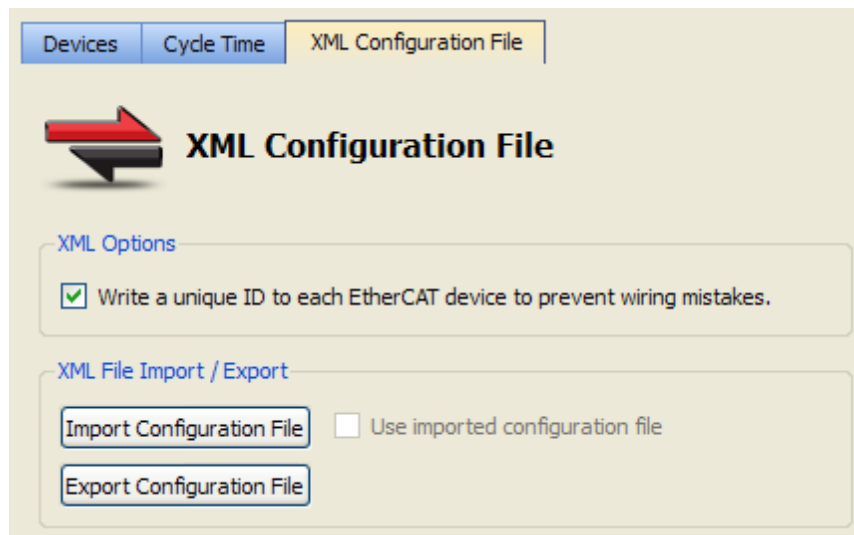 Devices
Cycle Time
XML Configuration File
XML Configuration File
XML Options
Write a unique ID to each EtherCAT device to prevent wiring mistakes.
XML File Import / Export
Import Configuration File
Use imported configuration file
Export Configuration File